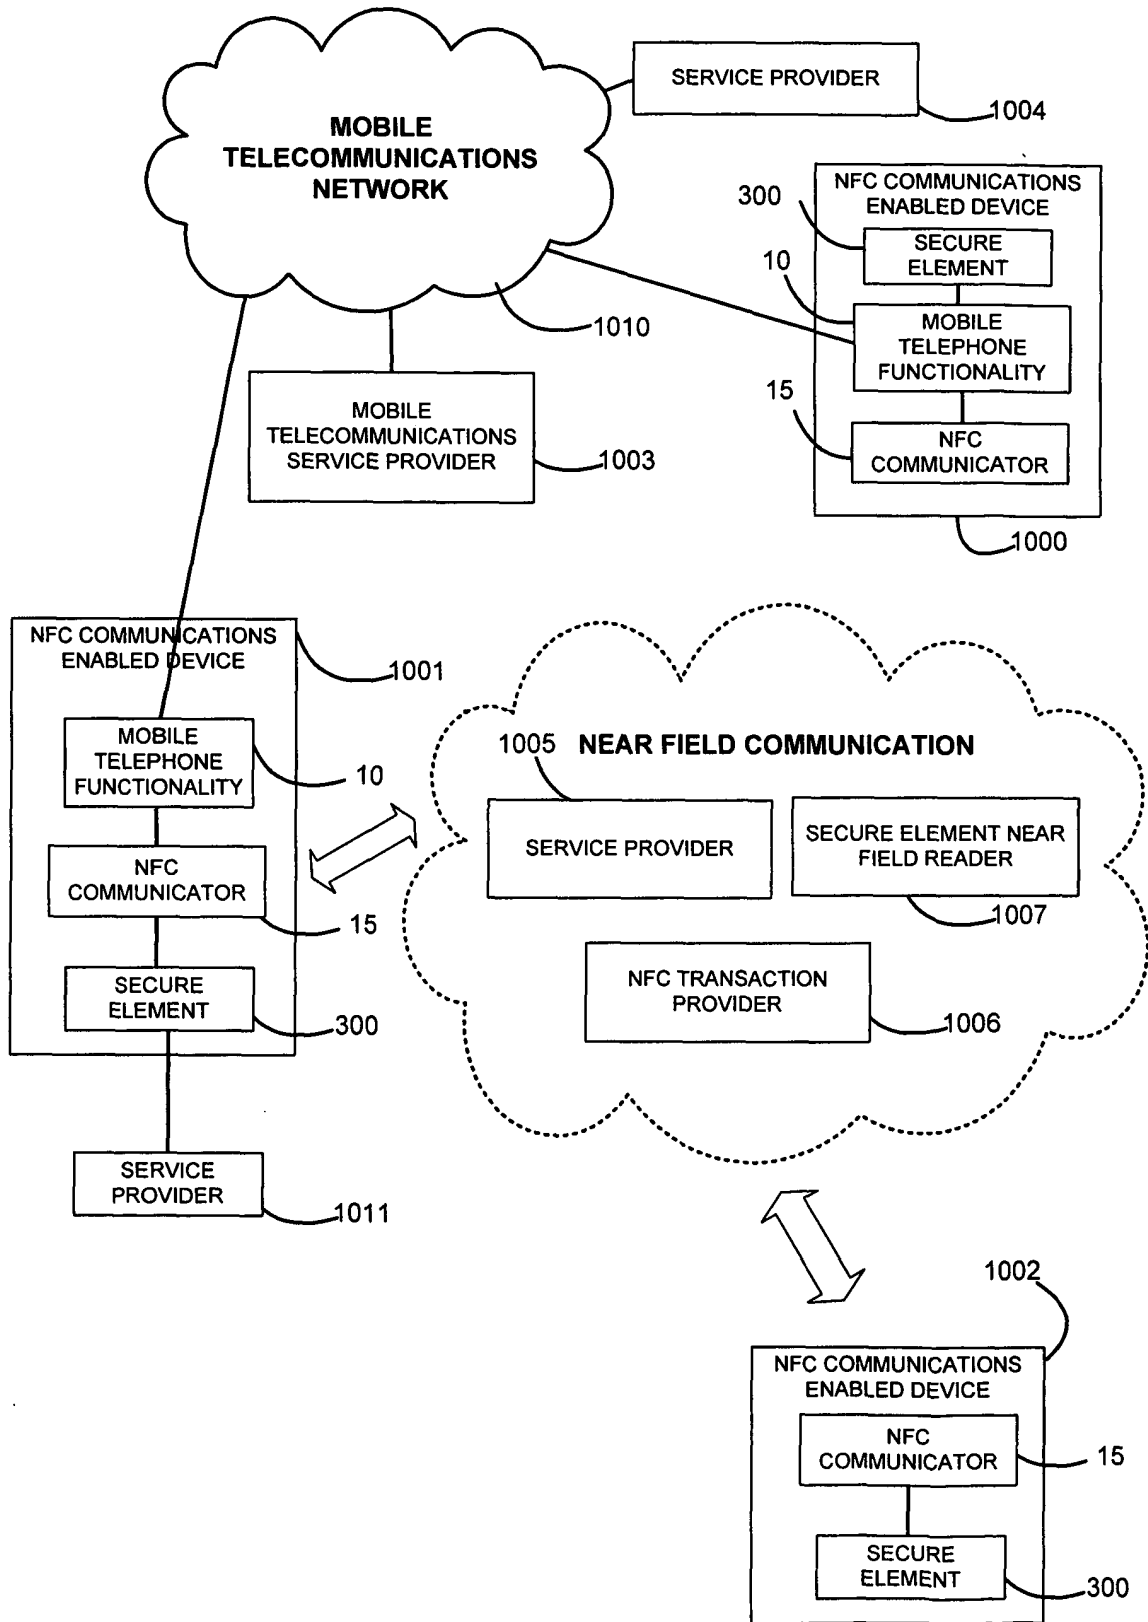 SERVICE PROVIDER
1004
MOBILE
TELECOMMUNICATIONS
NETWORK
1010
NFC COMMUNICATIONS
ENABLED DEVICE
300
SECURE
ELEMENT
10
MOBILE
TELEPHONE
FUNCTIONALITY
15
NFC
COMMUNICATOR
1000
MOBILE
TELECOMMUNICATIONS
SERVICE PROVIDER
1003
NFC COMMUNICATIONS
ENABLED DEVICE
1001
MOBILE
TELEPHONE
FUNCTIONALITY
10
NFC
COMMUNICATOR
15
SECURE
ELEMENT
300
SERVICE
PROVIDER
1011
1005
NEAR FIELD COMMUNICATION
SERVICE PROVIDER
SECURE ELEMENT NEAR
FIELD READER
1007
NFC TRANSACTION
PROVIDER
1006
1002
NFC COMMUNICATIONS
ENABLED DEVICE
NFC
COMMUNICATOR
15
SECURE
ELEMENT
300